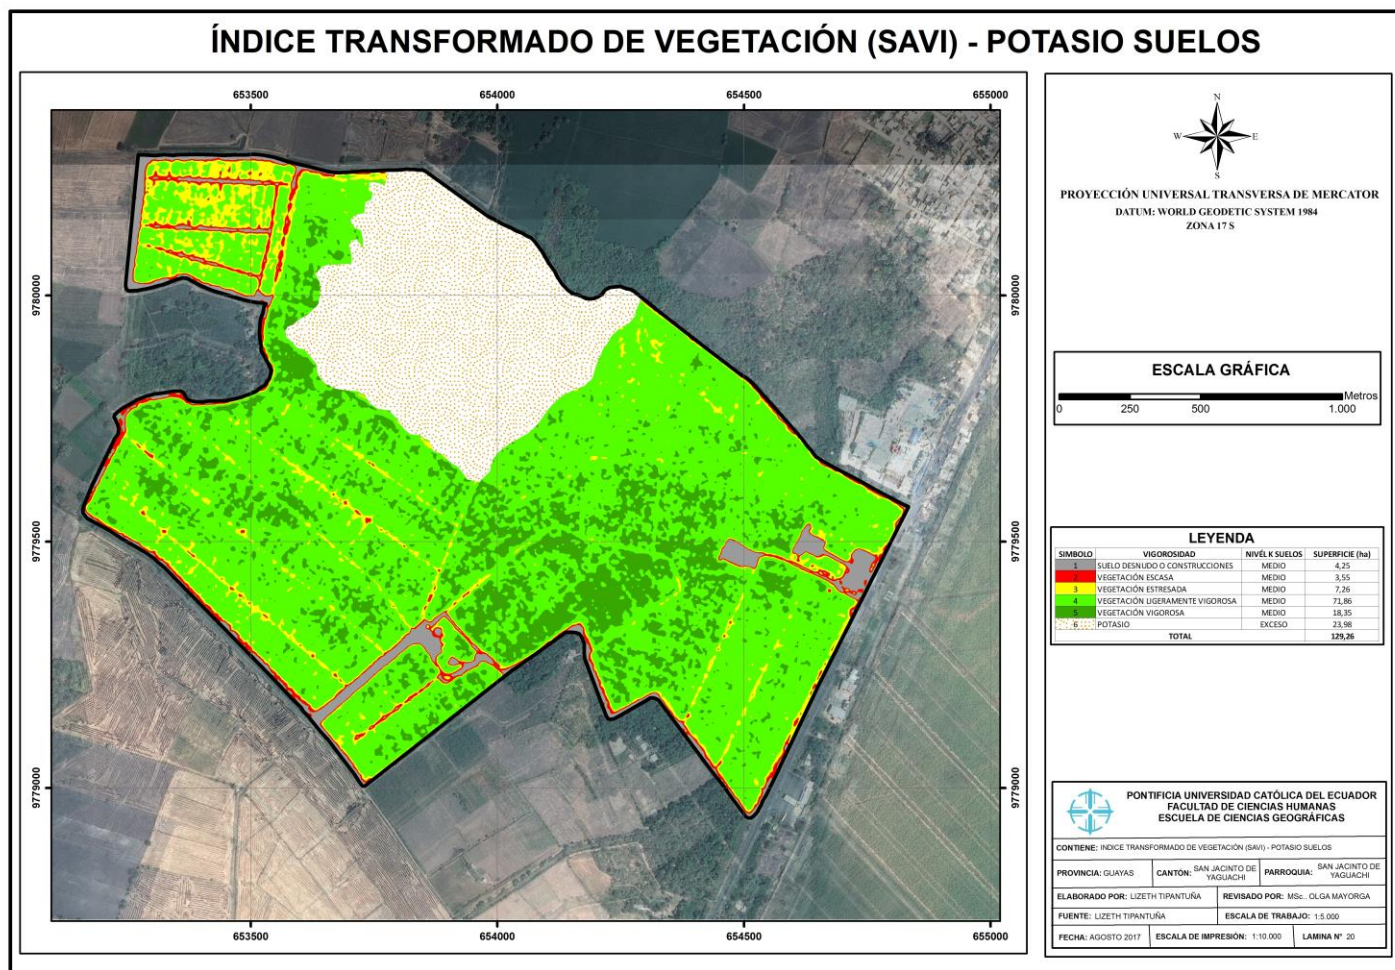 ÍNDICE TRANSFORMADO DE VEGETACIÓN (SAVI) - POTASIO SUELOS
653500 654000 654500 655000
9780000 9780000
9779500 9779500
9779000 9779000
653500 654000 654500 655000
N
W E
S
PROYECCIÓN UNIVERSAL TRANSVERSA DE MERCATOR
DATUM: WORLD GEODETIC SYSTEM 1984
ZONA 17 S
ESCALA GRÁFICA
Metros
0 250 500 1.000
LEYENDA
SIMBOLO VIGOROSIDAD NIVÉL K SUELOS SUPERFICIE (ha)
1 SUELO DESNUDO O CONSTRUCCIONES MEDIO 4,25
2 VEGETACIÓN ESCASA MEDIO 3,55
3 VEGETACIÓN ESTRESADA MEDIO 7,26
4 VEGETACIÓN LIGERAMENTE VIGOROSA MEDIO 71,86
5 VEGETACIÓN VIGOROSA MEDIO 18,35
6 POTASIO EXCESO 23,98
TOTAL 129,26
PONTIFICIA UNIVERSIDAD CATÓLICA DEL ECUADOR
FACULTAD DE CIENCIAS HUMANAS
ESCUELA DE CIENCIAS GEOGRÁFICAS
CONTIENE: INDICE TRANSFORMADO DE VEGETACIÓN (SAVI) - POTASIO SUELOS
PROVINCIA: GUAYAS CANTÓN: SAN JACINTO DE YAGUACHI PARROQUIA: SAN JACINTO DE YAGUACHI
ELABORADO POR: LIZETH TIPANTUÑA REVISADO POR: MSc.. OLGA MAYORGA
FUENTE: LIZETH TIPANTUÑA ESCALA DE TRABAJO: 1:5.000
FECHA: AGOSTO 2017 ESCALA DE IMPRESIÓN: 1:10.000 LAMINA N° 20